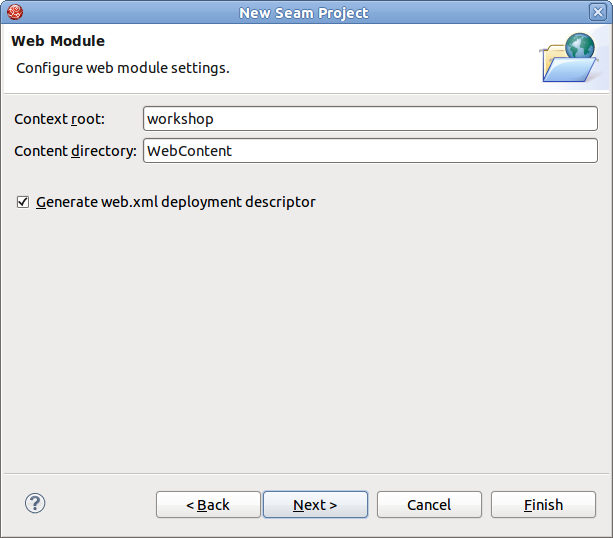 New Seam Project
Web Module
Configure web module settings.
Context root: workshop
Content directory: WebContent
Generate web.xml deployment descriptor
? < Back Next > Cancel Finish